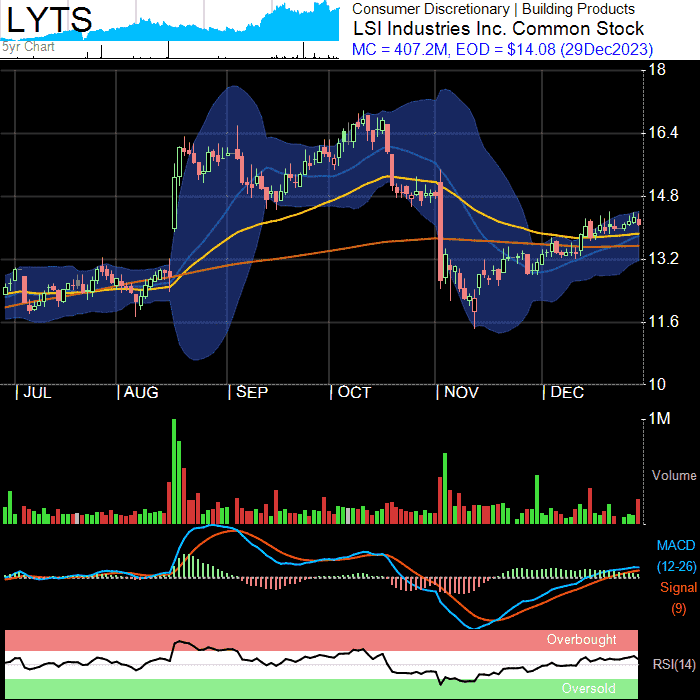 LYTS
5yr Chart
Consumer Discretionary | Building Products
LSI Industries Inc. Common Stock
MC = 407.2M, EOD = $14.08 (29Dec2023)
18
16.4
14.8
13.2
11.6
10
| JUL | AUG | SEP | OCT | NOV | DEC
1M
Volume
MACD
(12-26)
Signal
(9)
Overbought
RSI(14)
Oversold